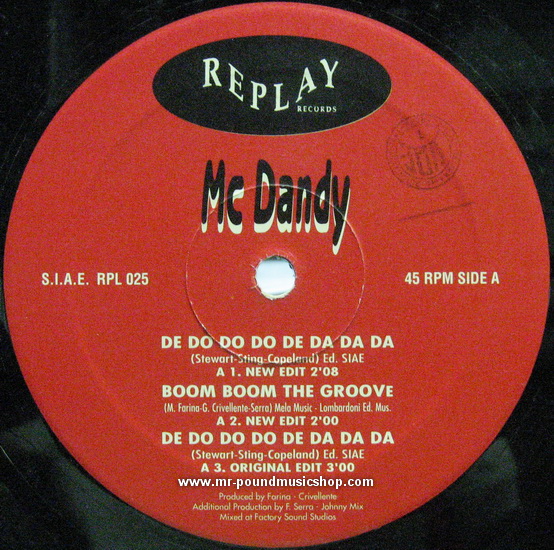 REPLAY
RECORDS
Mc Dandy
S.I.A.E. RPL 025
45 RPM SIDE A
DE DO DO DO DE DA DA DA
(Stewart-Sting-Copeland) Ed. SIAE
A 1. NEW EDIT 2'08
BOOM BOOM THE GROOVE
(M. Farina-G. Crivellente-Serra) Mela Music - Lombardoni Ed. Mus.
A 2. NEW EDIT 2'00
DE DO DO DO DE DA DA DA
(Stewart-Sting-Copeland) Ed. SIAE
A 3. ORIGINAL EDIT 3'00
www.mr-poundmusicshop.com
Produced by Farina - Crivellente
Additional Production by F. Serra - Johnny Mix
Mixed at Factory Sound Studios